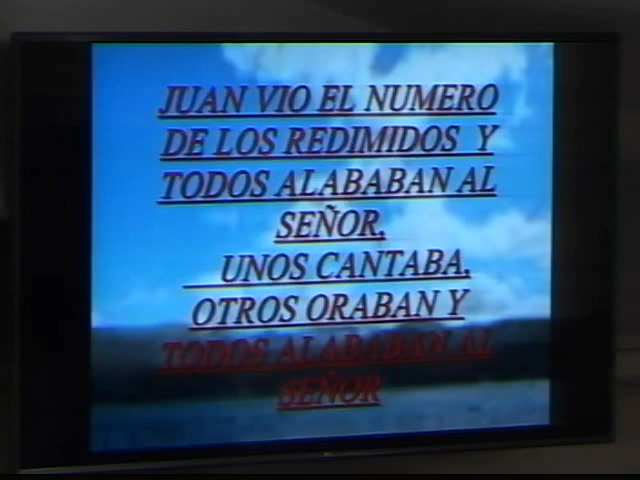 JUAN VIO EL NUMERO
DE LOS REDIMIDOS Y
TODOS ALABABAN AL
SEÑOR,
UNOS CANTABA,
OTROS ORABAN Y
TODOS ALABABAN AL
SEÑOR